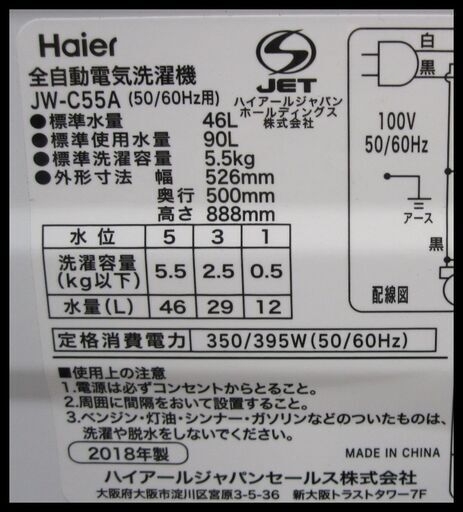 Haier
S
JET
全自動電気洗濯機
JW-C55A (50/60Hz用)
ハイアールジャパン
ホールディングス
株式会社
●標準水量 46L
●標準使用水量 90L
●標準洗濯容量 5.5kg
●外形寸法 幅 526mm
奥行 500mm
高さ 888mm
水位 5 3 1
洗濯容量(kg以下) 5.5 2.5 0.5
水量(L) 46 29 12
定格消費電力 350/395W(50/60Hz)
白
黒
100V
50/60Hz
アース
黒
配線図
■使用上の注意
1.電源は必ずコンセントからとること。
2.周囲に間隔をおいて設置すること。
3.ベンジン・灯油・シンナー・ガソリンなどのついたものは、
洗濯や脱水をしないでください。
2018年製
MADE IN CHINA
ハイアールジャパンセールス株式会社
大阪府大阪市淀川区宮原3-5-36 新大阪トラストタワー7F